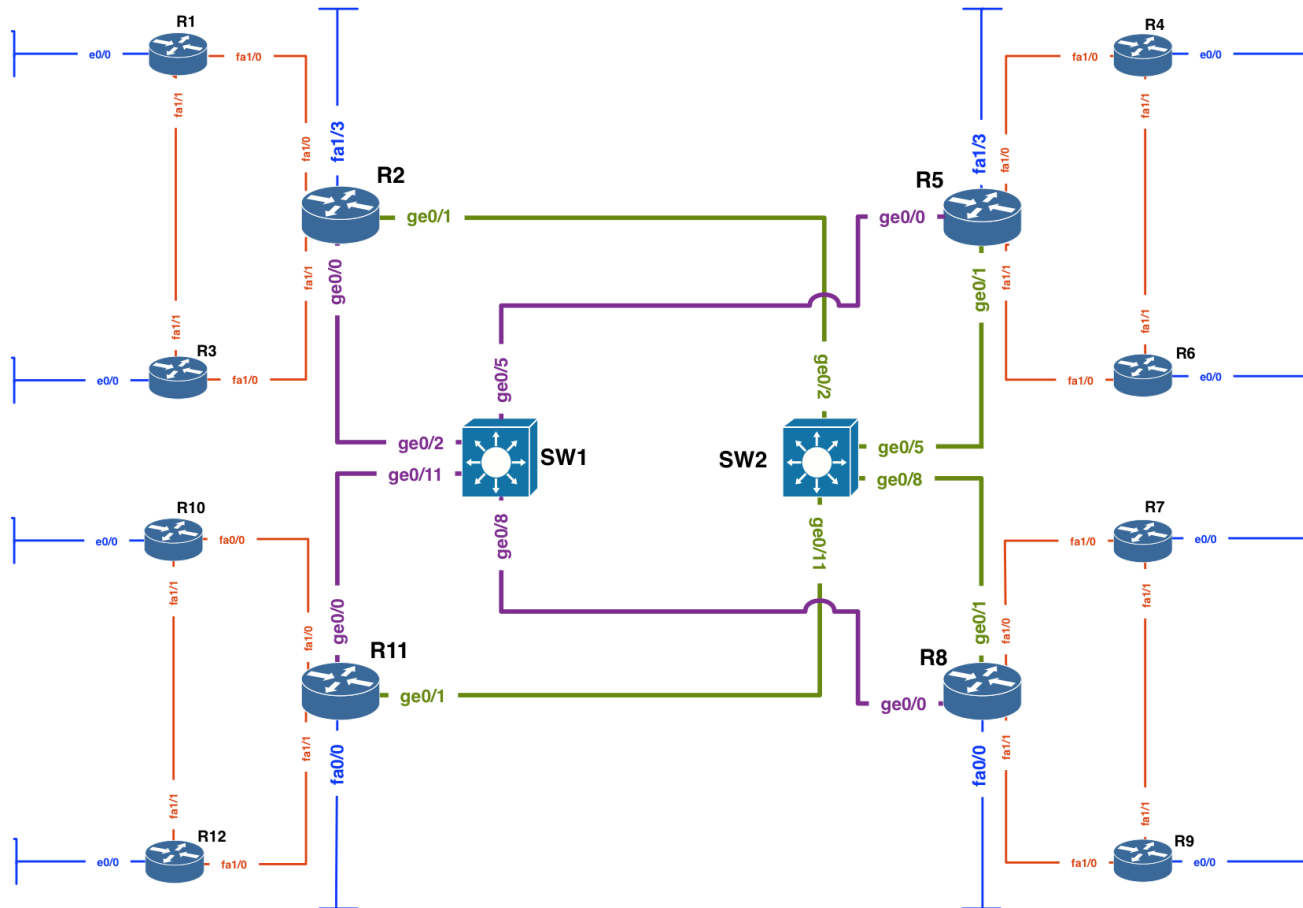 R1
e0/0
fa1/0
fa1/1
fa1/1
R3
e0/0
fa1/0
fa1/0
fa1/3
R2
ge0/1
fa1/1
ge0/0
R4
fa1/0
e0/0
fa1/1
fa1/1
R6
fa1/0
e0/0
fa1/3
fa1/0
R5
ge0/0
ge0/1
fa1/1
ge0/5
ge0/2
ge0/11
SW1
ge0/8
ge0/2
SW2
ge0/5
ge0/8
ge0/11
R10
e0/0
fa0/0
fa1/1
fa1/1
R12
e0/0
fa1/0
ge0/0
fa1/0
R11
ge0/1
fa0/0
fa1/1
R7
fa1/0
e0/0
fa1/1
fa1/1
R9
fa1/0
e0/0
ge0/1
fa1/0
R8
ge0/0
fa0/0
fa1/1